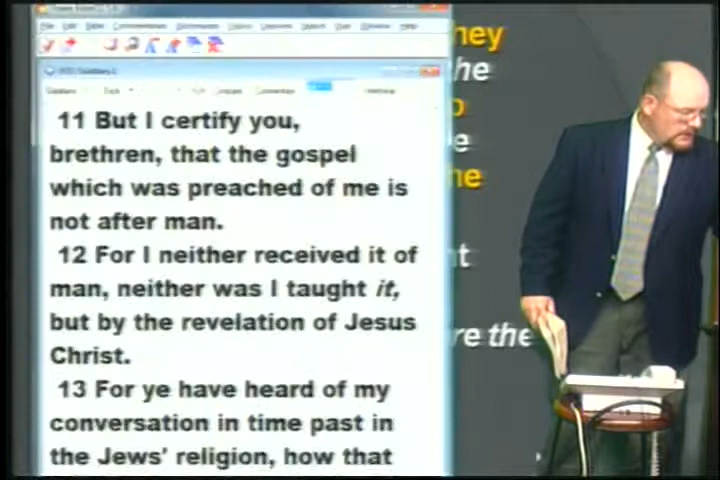 hey
he
11 But I certify you,
brethren, that the gospel
which was preached of me is
not after man.
12 For I neither received it of
man, neither was I taught it,
but by the revelation of Jesus
Christ.
13 For ye have heard of my
conversation in time past in
the Jews' religion, how that
o
e
ne
nt
re the